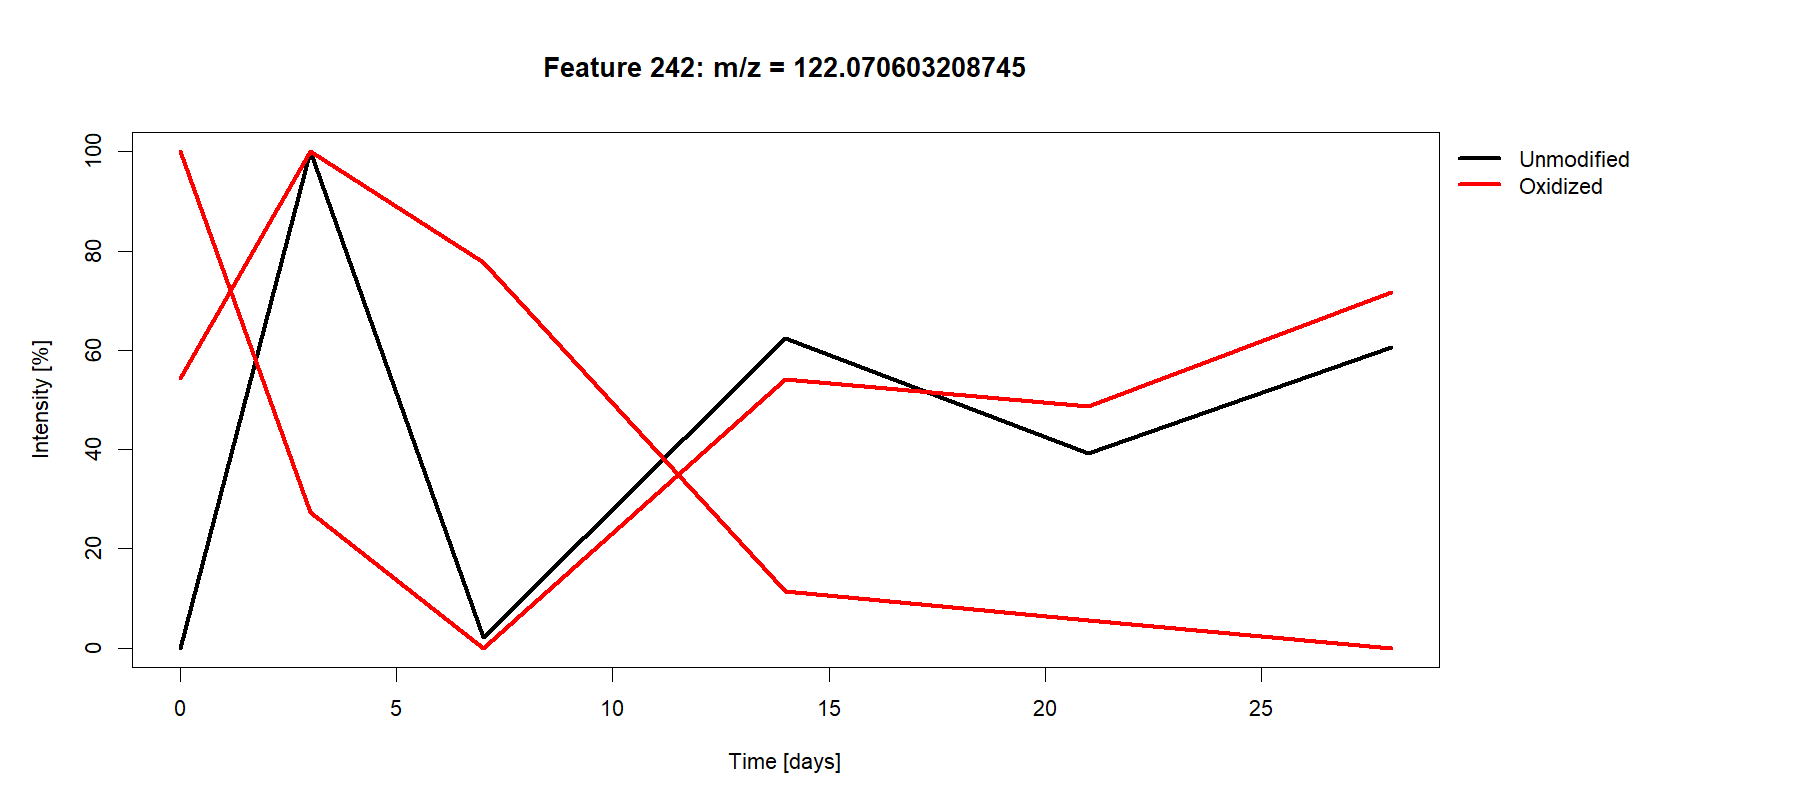 Feature 242: m/z = 122.070603208745
Unmodified
Oxidized
Intensity [%]
100
80
60
40
20
0
0 5 10 15 20 25
Time [days]